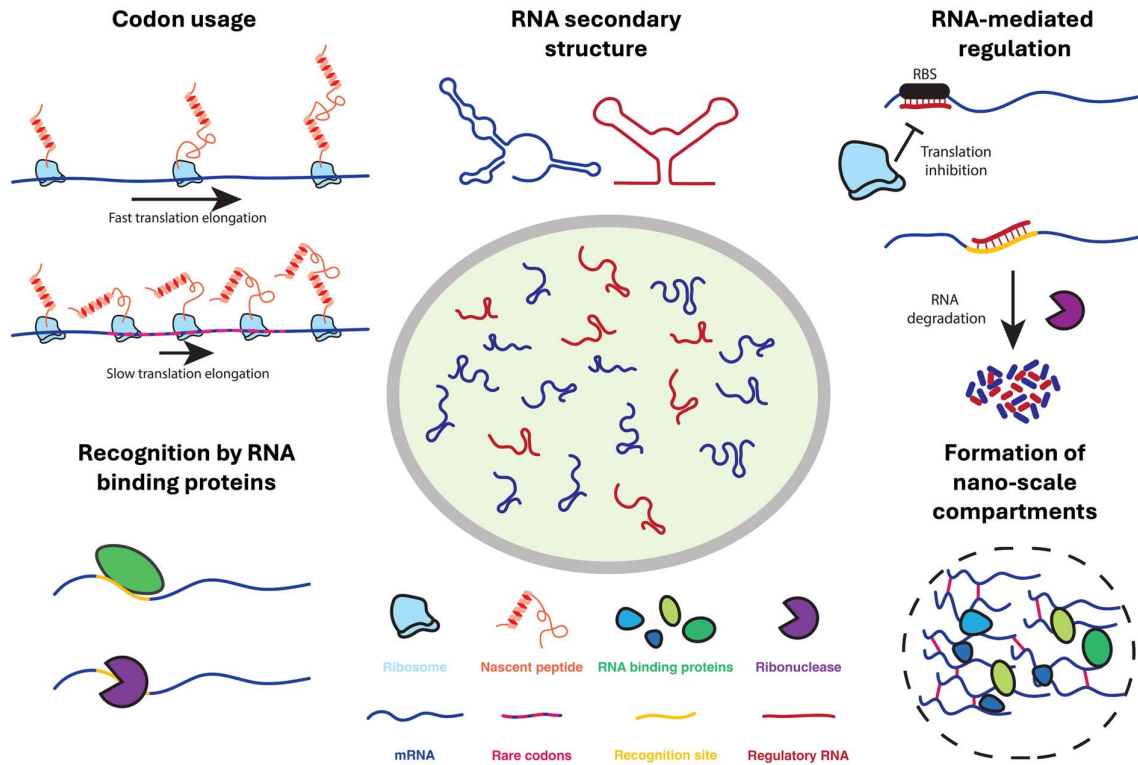 Codon usage
Fast translation elongation
Slow translation elongation
RNA secondary
structure
RNA-mediated
regulation
RBS
Translation
inhibition
RNA
degradation
Recognition by RNA
binding proteins
Formation of
nano-scale
compartments
Ribosome
Nascent peptide
RNA binding proteins
Ribonuclease
mRNA
Rare codons
Recognition site
Regulatory RNA